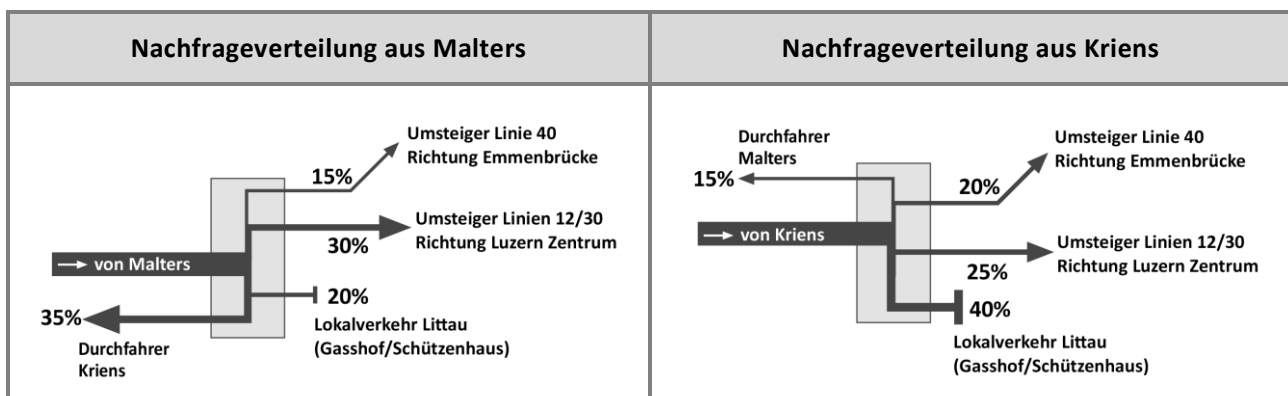 Nachfrageverteilung aus Malters
Umsteiger Linie 40
Richtung Emmenbrücke
15%
Umsteiger Linien 12/30
Richtung Luzern Zentrum
30%
von Malters
20%
35%
Lokalverkehr Littau
(Gasshof/Schützenhaus)
Durchfahrer
Kriens
Nachfrageverteilung aus Kriens
Durchfahrer
Malters
15%
Umsteiger Linie 40
Richtung Emmenbrücke
20%
von Kriens
Umsteiger Linien 12/30
Richtung Luzern Zentrum
25%
40%
Lokalverkehr Littau
(Gasshof/Schützenhaus)